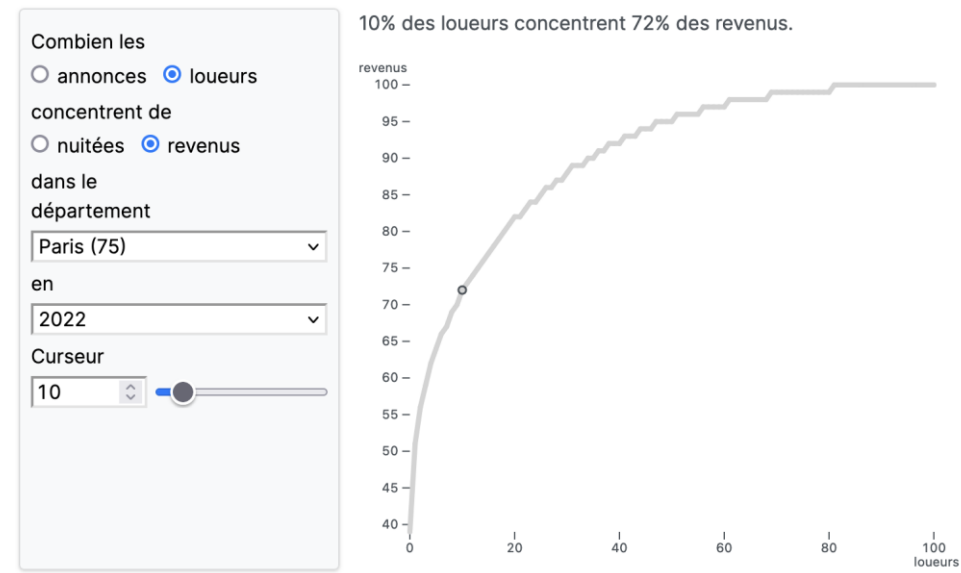 Combien les
annonces loueurs
concentrent de
nuitées revenus
dans le
département
Paris (75)
en
2022
Curseur
10
10% des loueurs concentrent 72% des revenus.
revenus
100
95
90
85
80
75
70
65
60
55
50
45
40
0 20 40 60 80 100
loueurs